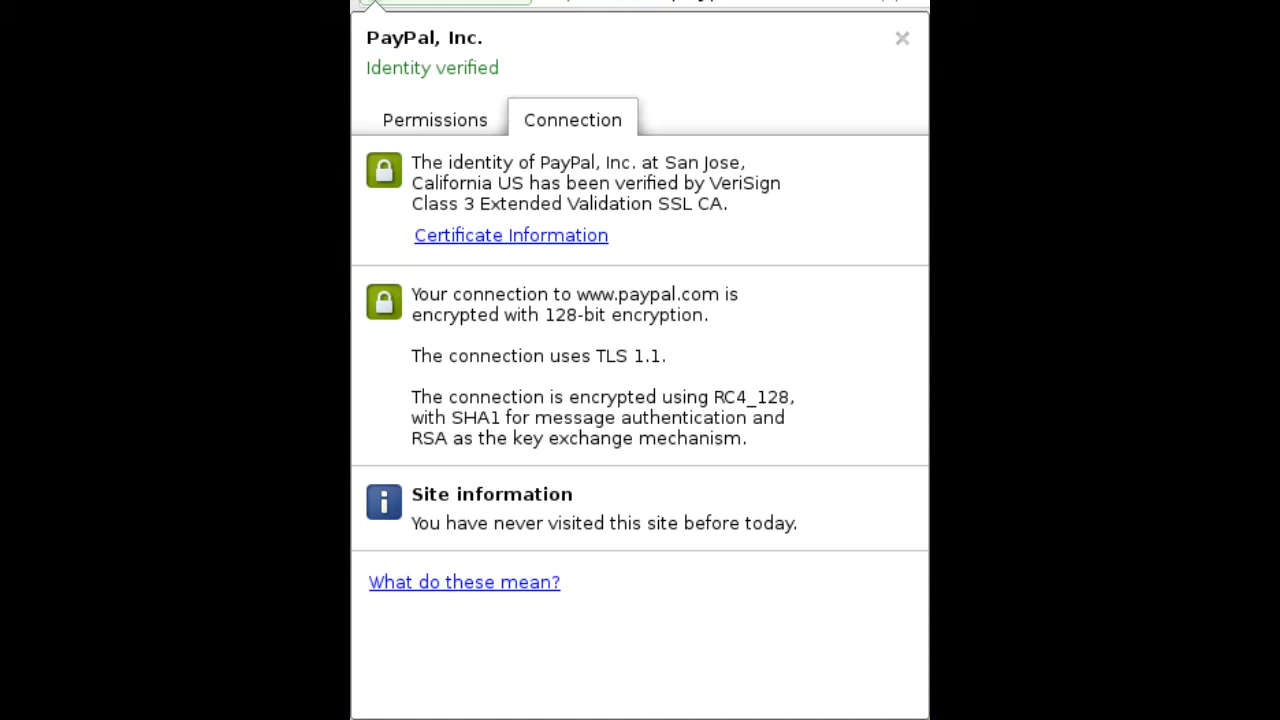 PayPal, Inc.
Identity verified
Permissions
Connection
The identity of PayPal, Inc. at San Jose,
California US has been verified by VeriSign
Class 3 Extended Validation SSL CA.
Certificate Information
Your connection to www.paypal.com is
encrypted with 128-bit encryption.
The connection uses TLS 1.1.
The connection is encrypted using RC4_128,
with SHA1 for message authentication and
RSA as the key exchange mechanism.
Site information
You have never visited this site before today.
What do these mean?